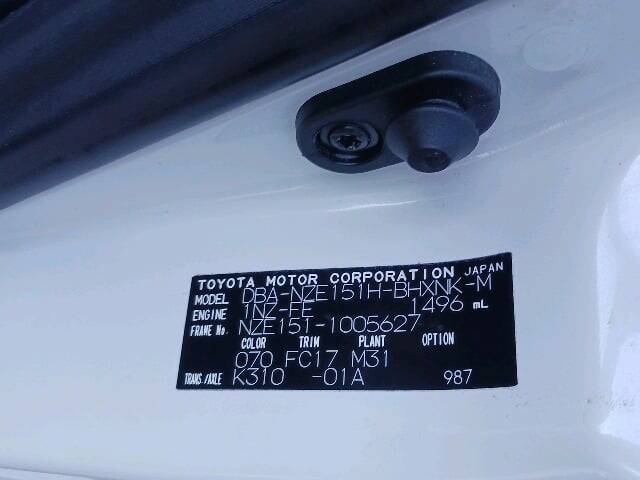 TOYOTA MOTOR CORPORATION JAPAN
MODEL DBA-NZE151H-BHXNK-M
ENGINE 1NZ-FE 1496 mL
FRAME No. NZE151-1005627
COLOR TRIM PLANT OPTION
070 FC17 M31
TRANS./AXLE K310 -01A 987